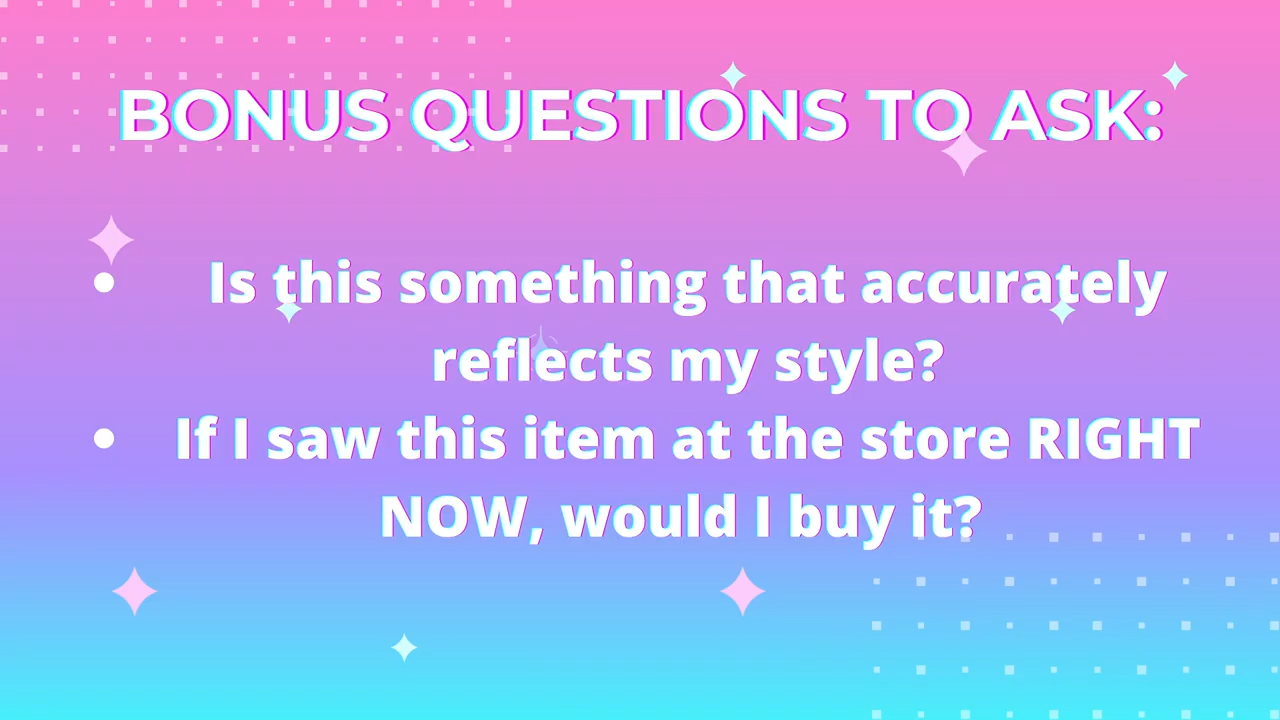 BONUS QUESTIONS TO ASK:
• Is this something that accurately
reflects my style?
• If I saw this item at the store RIGHT
NOW, would I buy it?